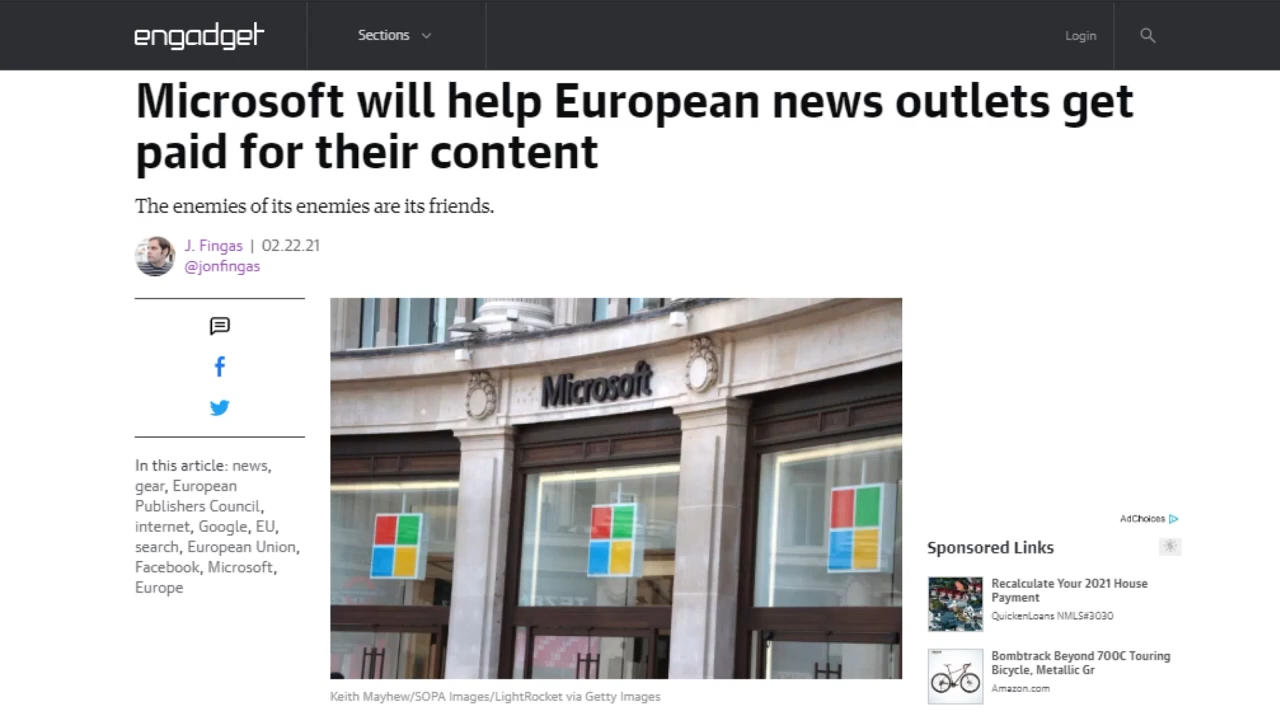 engadget
Sections
Login
Microsoft will help European news outlets get
paid for their content
The enemies of its enemies are its friends.
J. Fingas | 02.22.21
@jonfingas
In this article: news,
gear, European
Publishers Council,
internet, Google, EU,
search, European Union,
Facebook, Microsoft,
Europe
Microsoft
Keith Mayhew/SOPA Images/LightRocket via Getty Images
AdChoices
Sponsored Links
Recalculate Your 2021 House
Payment
QuickenLoans NMLS#3030
Bombtrack Beyond 700C Touring
Bicycle, Metallic Gr
Amazon.com